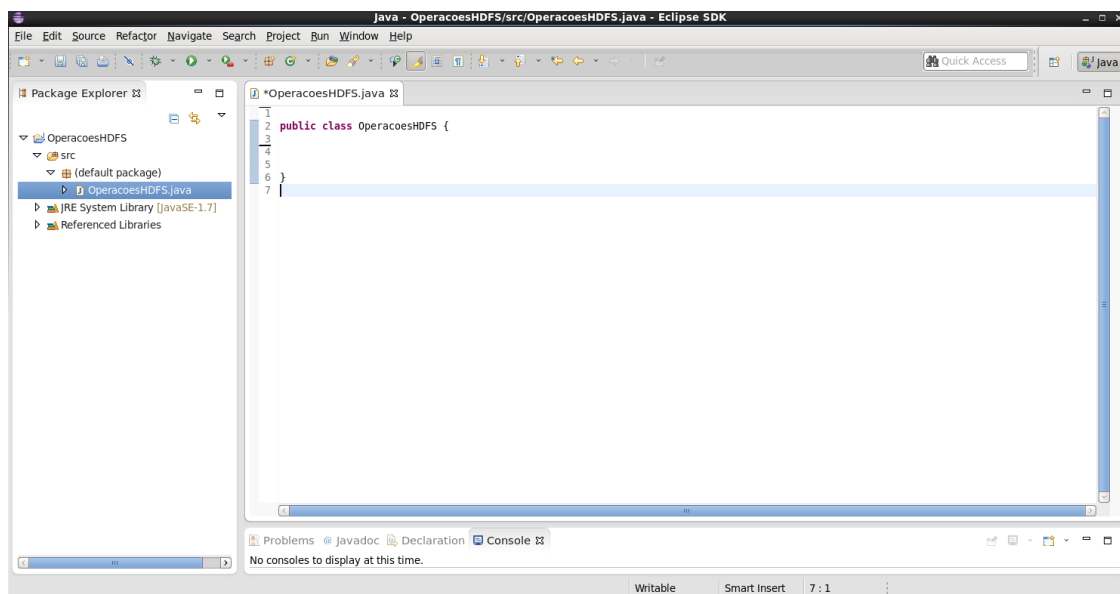 Java - OperacoesHDFS/src/OperacoesHDFS.java - Eclipse SDK
File Edit Source Refactor Navigate Search Project Run Window Help
Quick Access
Java
Package Explorer
OperacoesHDFS
src
(default package)
OperacoesHDFS.java
JRE System Library [JavaSE-1.7]
Referenced Libraries
*OperacoesHDFS.java
1
2 public class OperacoesHDFS {
3
4
5
6 }
7
Problems Javadoc Declaration Console
No consoles to display at this time.
Writable Smart Insert 7 : 1